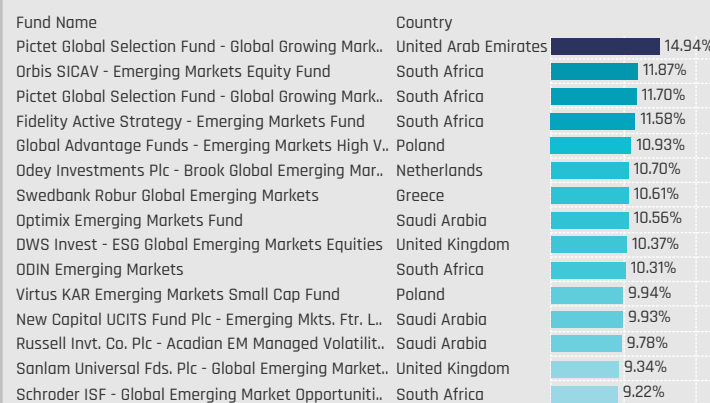 Fund Name Country
Pictet Global Selection Fund - Global Growing Mark.. United Arab Emirates 14.94%
Orbis SICAV - Emerging Markets Equity Fund South Africa 11.87%
Pictet Global Selection Fund - Global Growing Mark.. South Africa 11.70%
Fidelity Active Strategy - Emerging Markets Fund South Africa 11.58%
Global Advantage Funds - Emerging Markets High V.. Poland 10.93%
Odey Investments Plc - Brook Global Emerging Mar.. Netherlands 10.70%
Swedbank Robur Global Emerging Markets Greece 10.61%
Optimix Emerging Markets Fund Saudi Arabia 10.56%
DWS Invest - ESG Global Emerging Markets Equities United Kingdom 10.37%
ODIN Emerging Markets South Africa 10.31%
Virtus KAR Emerging Markets Small Cap Fund Poland 9.94%
New Capital UCITS Fund Plc - Emerging Mkts. Ftr. L.. Saudi Arabia 9.93%
Russell Invt. Co. Plc - Acadian EM Managed Volatilit.. Saudi Arabia 9.78%
Sanlam Universal Fds. Plc - Global Emerging Market.. United Kingdom 9.34%
Schroder ISF - Global Emerging Market Opportuniti.. South Africa 9.22%